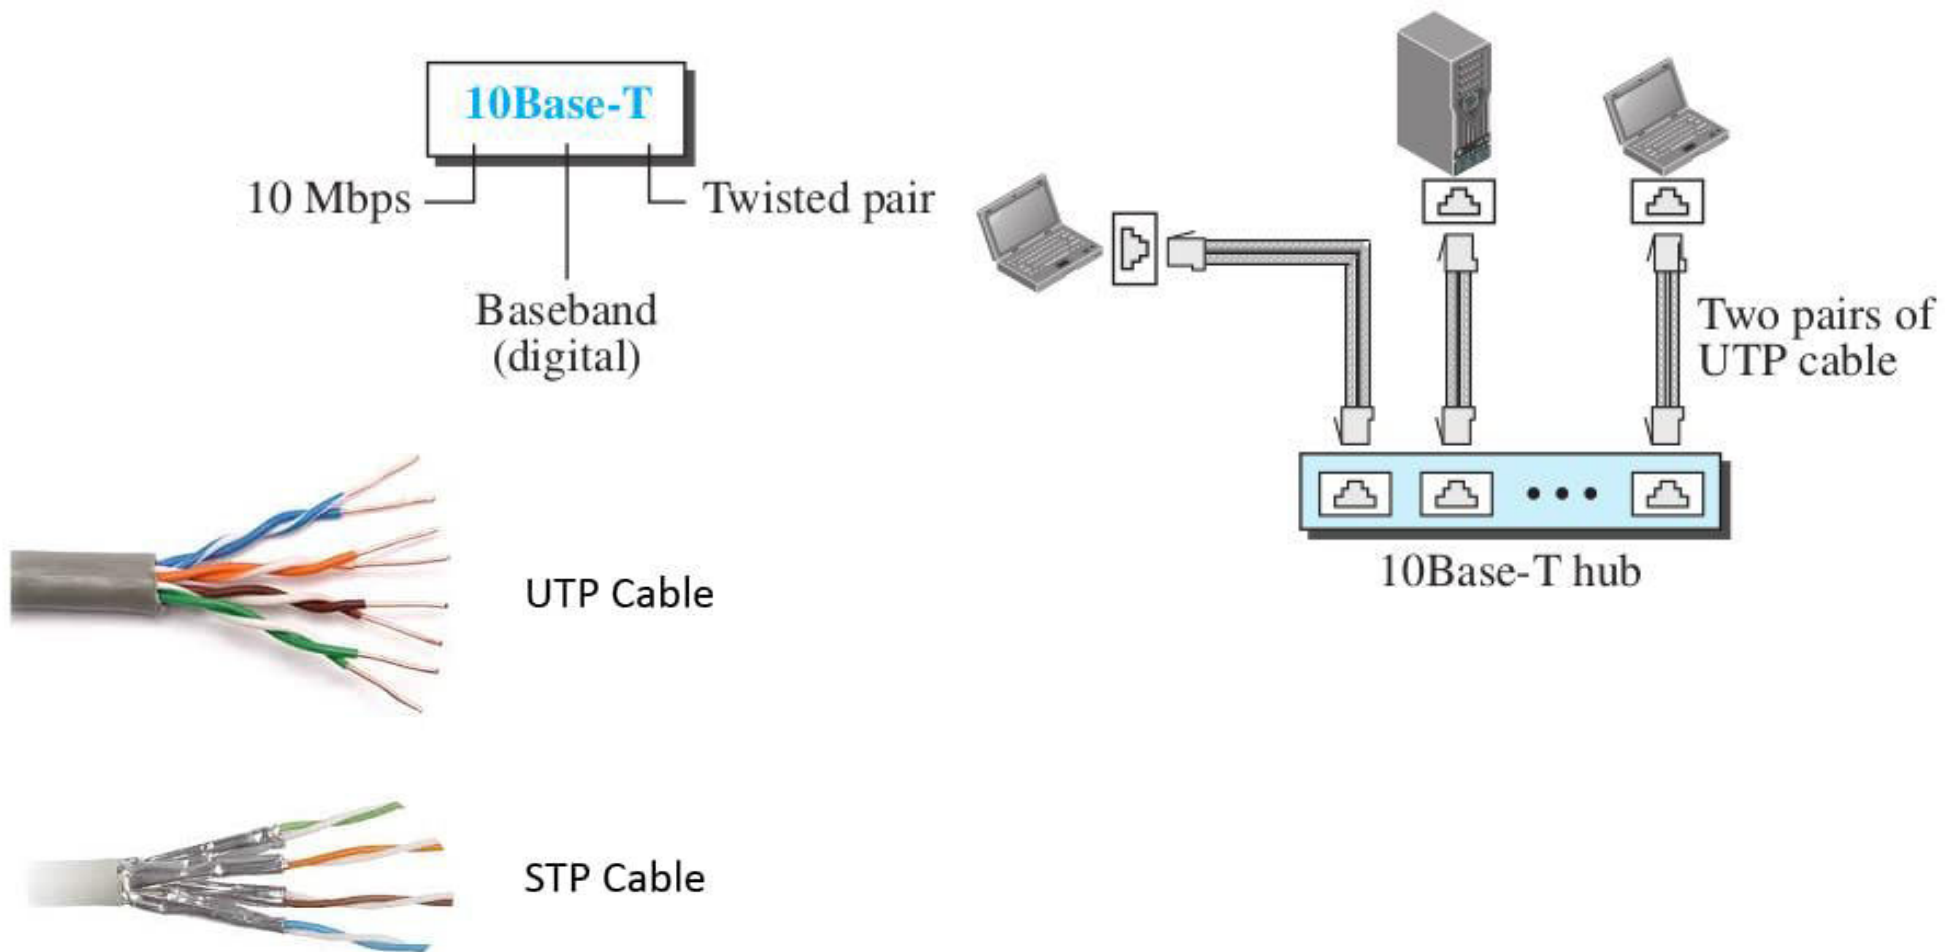 10Base-T
10 Mbps
Twisted pair
Baseband
(digital)
Two pairs of
UTP cable
10Base-T hub
UTP Cable
STP Cable